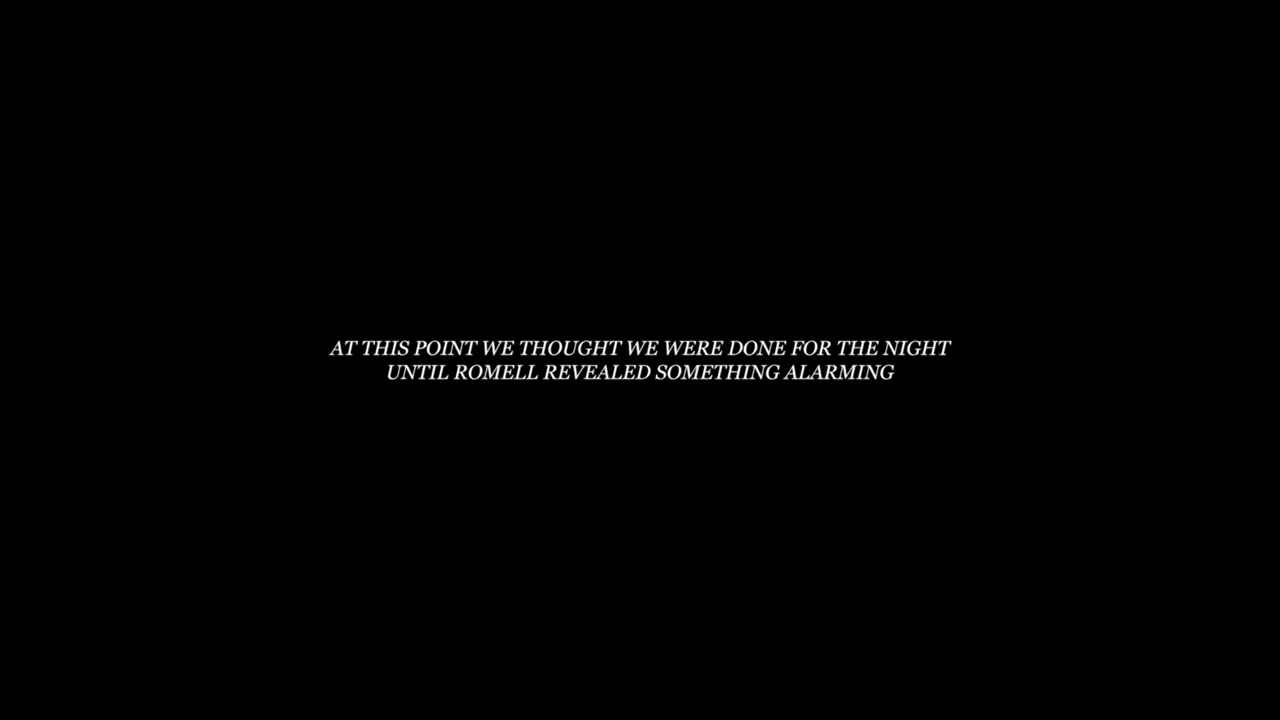 AT THIS POINT WE THOUGHT WE WERE DONE FOR THE NIGHT
UNTIL ROMELL REVEALED SOMETHING ALARMING